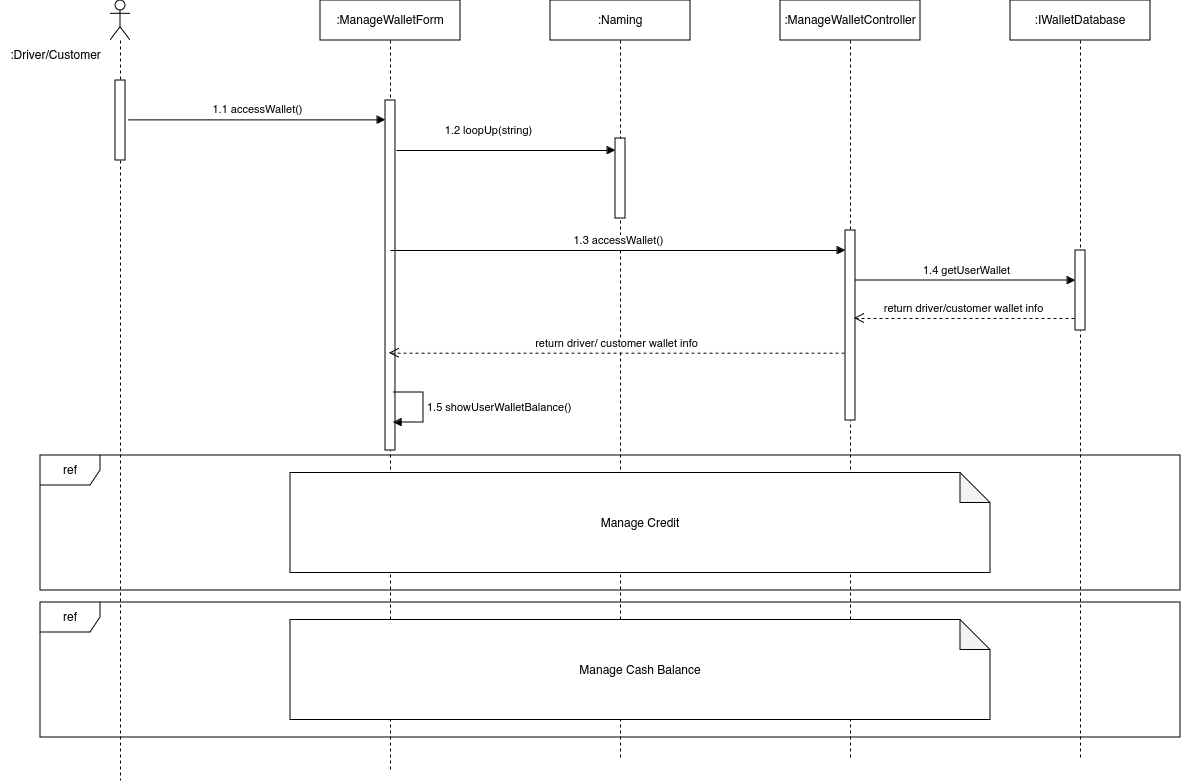 :ManageWalletForm
:Naming
:ManageWalletController
:IWalletDatabase
:Driver/Customer
1.1 accessWallet()
1.2 loopUp(string)
1.3 accessWallet()
1.4 getUserWallet
return driver/customer wallet info
return driver/ customer wallet info
1.5 showUserWalletBalance()
ref
Manage Credit
ref
Manage Cash Balance